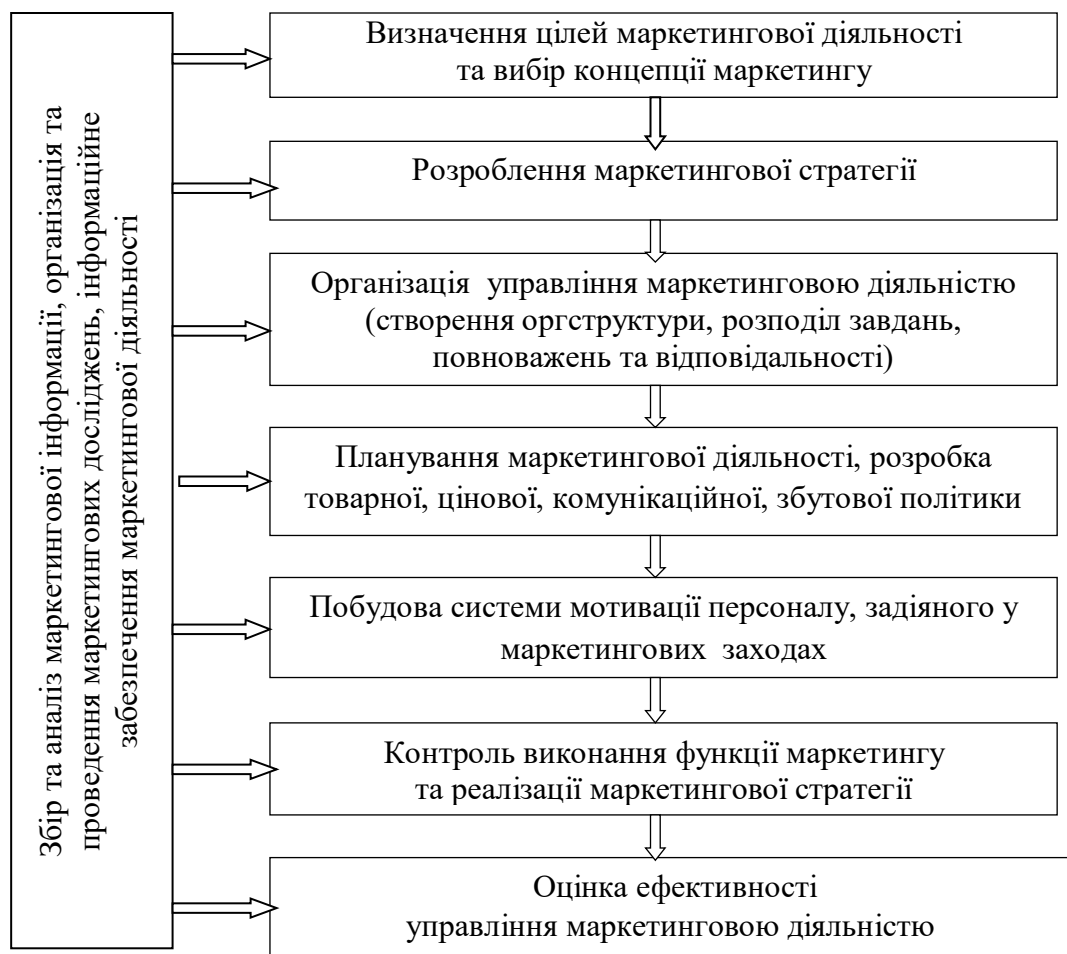 Збір та аналіз маркетингової інформації, організація та
проведення маркетингових досліджень, інформаційне
забезпечення маркетингової діяльності
Визначення цілей маркетингової діяльності
та вибір концепції маркетингу
Розроблення маркетингової стратегії
Організація управління маркетинговою діяльністю
(створення оргструктури, розподіл завдань,
повноважень та відповідальності)
Планування маркетингової діяльності, розробка
товарної, цінової, комунікаційної, збутової політики
Побудова системи мотивації персоналу, задіяного у
маркетингових заходах
Контроль виконання функції маркетингу
та реалізації маркетингової стратегії
Оцінка ефективності
управління маркетинговою діяльністю